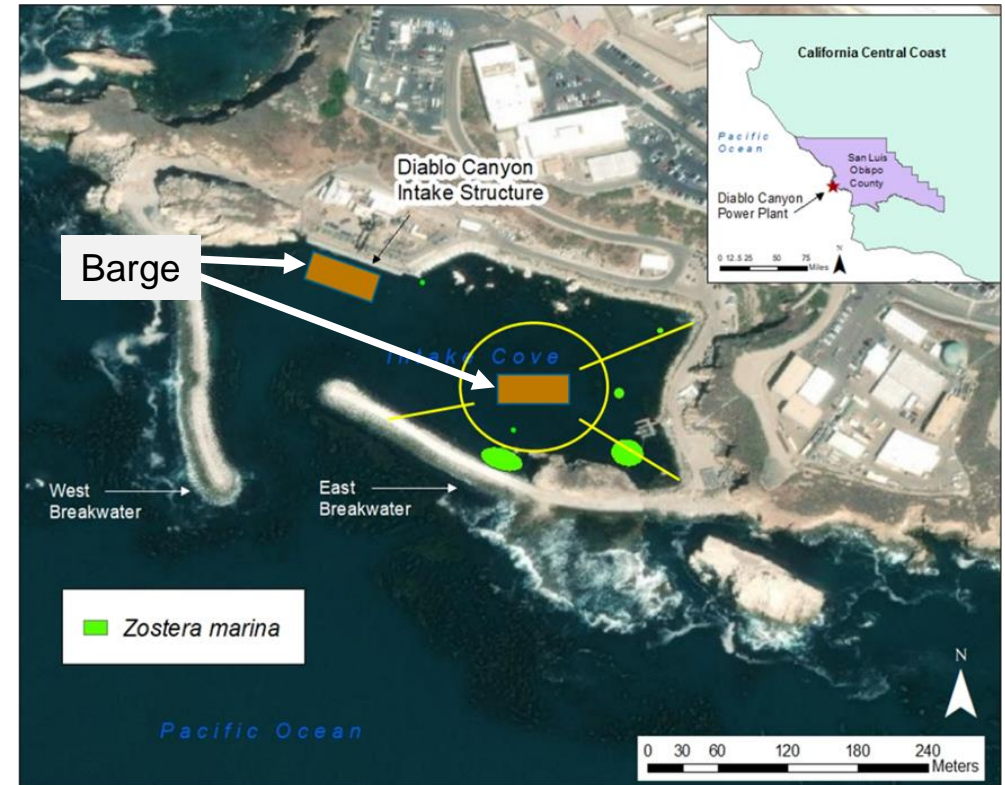 California Central Coast
Pacific
Ocean
San Luis
Obispo
County
Diablo Canyon
Power Plant
N
0 12.5 25 50 75
Miles
Diablo Canyon
Intake Structure
Barge
Intake Cove
West
Breakwater
East
Breakwater
Zostera marina
Pacific Ocean
N
0 30 60 120 180 240
Meters